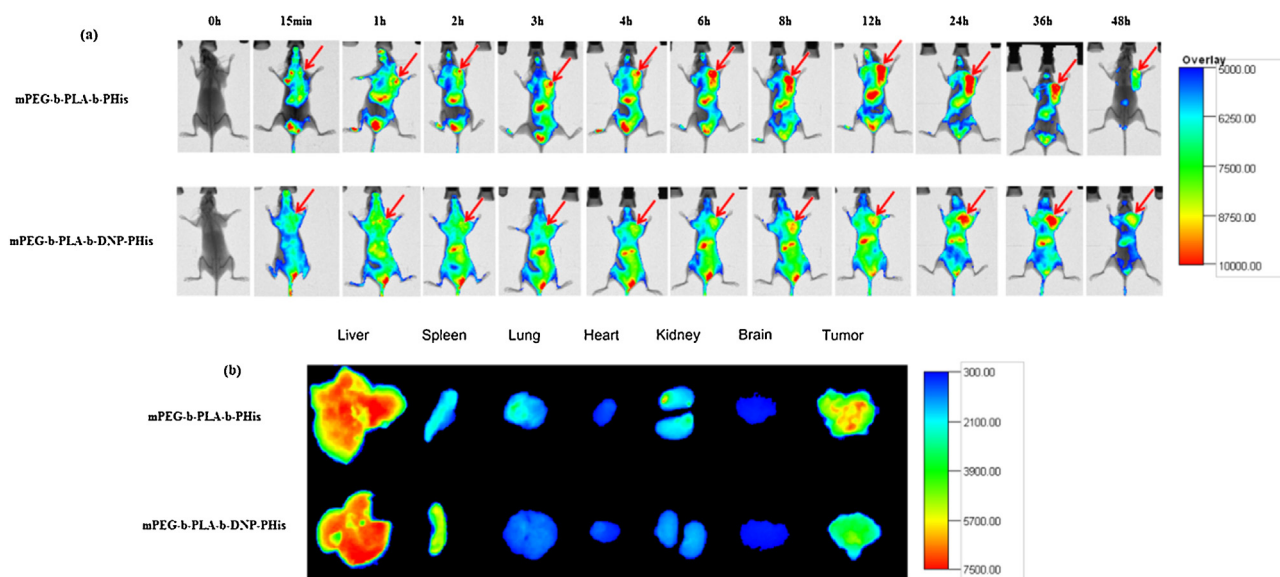 0h 15min 1h 2h 3h 4h 6h 8h 12h 24h 36h 48h
(a)
Overlay
mPEG-b-PLA-b-PHis
5000.00
6250.00
7500.00
8750.00
10000.00
mPEG-b-PLA-b-DNP-PHis
Liver Spleen Lung Heart Kidney Brain Tumor
(b)
mPEG-b-PLA-b-PHis
mPEG-b-PLA-b-DNP-PHis
300.00
2100.00
3900.00
5700.00
7500.00